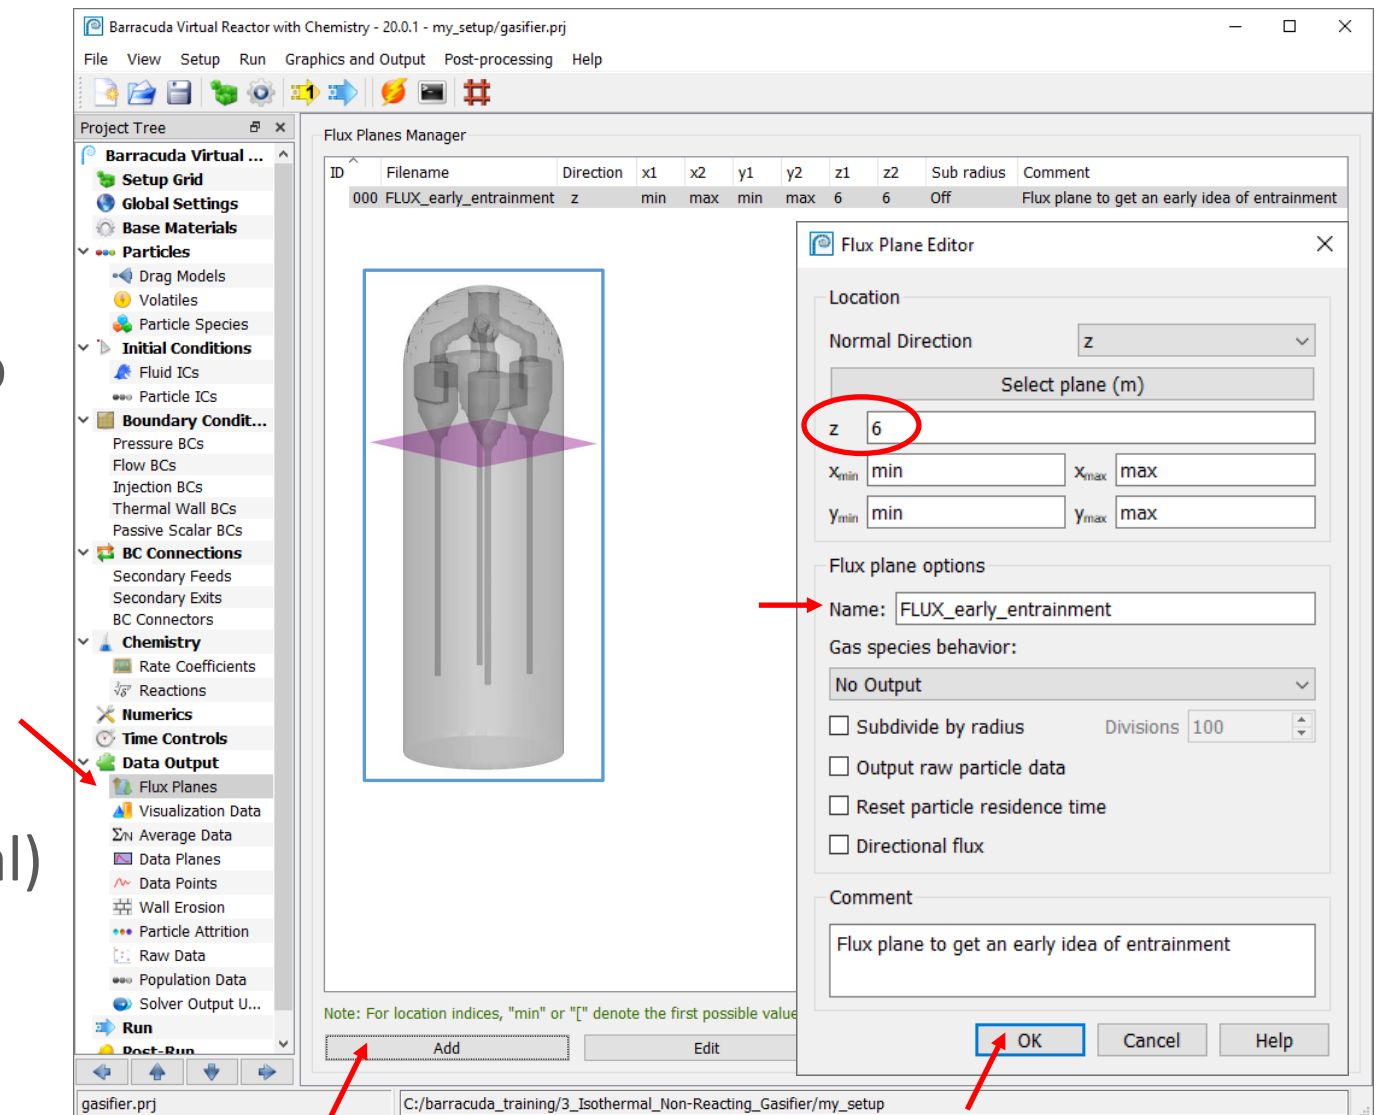 Barracuda Virtual Reactor with Chemistry - 20.0.1 - my_setup/gasifier.prj
File View Setup Run Graphics and Output Post-processing Help
Project Tree
Barracuda Virtual ...
Setup Grid
Global Settings
Base Materials
Particles
Drag Models
Volatiles
Particle Species
Initial Conditions
Fluid ICs
Particle ICs
Boundary Condit...
Pressure BCs
Flow BCs
Injection BCs
Thermal Wall BCs
Passive Scalar BCs
BC Connections
Secondary Feeds
Secondary Exits
BC Connectors
Chemistry
Rate Coefficients
Reactions
Numerics
Time Controls
Data Output
Flux Planes
Visualization Data
Average Data
Data Planes
Data Points
Wall Erosion
Particle Attrition
Raw Data
Population Data
Solver Output U...
Run
Post-Run
al)
Flux Planes Manager
ID Filename Direction x1 x2 y1 y2 z1 z2 Sub radius Comment
000 FLUX_early_entrainment z min max min max 6 6 Off Flux plane to get an early idea of entrainment
Flux Plane Editor
Location
Normal Direction z
Select plane (m)
z 6
xmin min xmax max
ymin min ymax max
Flux plane options
Name: FLUX_early_entrainment
Gas species behavior:
No Output
Subdivide by radius Divisions 100
Output raw particle data
Reset particle residence time
Directional flux
Comment
Flux plane to get an early idea of entrainment
OK Cancel Help
Note: For location indices, "min" or "[" denote the first possible value
Add Edit
gasifier.prj C:/barracuda_training/3_Isothermal_Non-Reacting_Gasifier/my_setup